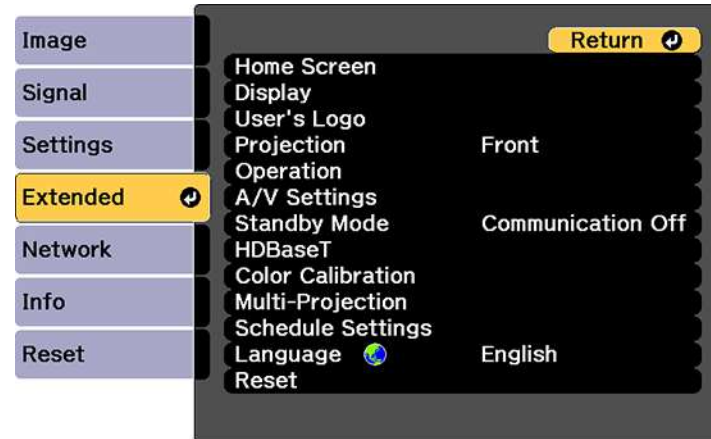 Image
Signal
Settings
Extended
Network
Info
Reset
Return
Home Screen
Display
User's Logo
Projection Front
Operation
A/V Settings
Standby Mode Communication Off
HDBaseT
Color Calibration
Multi-Projection
Schedule Settings
Language English
Reset